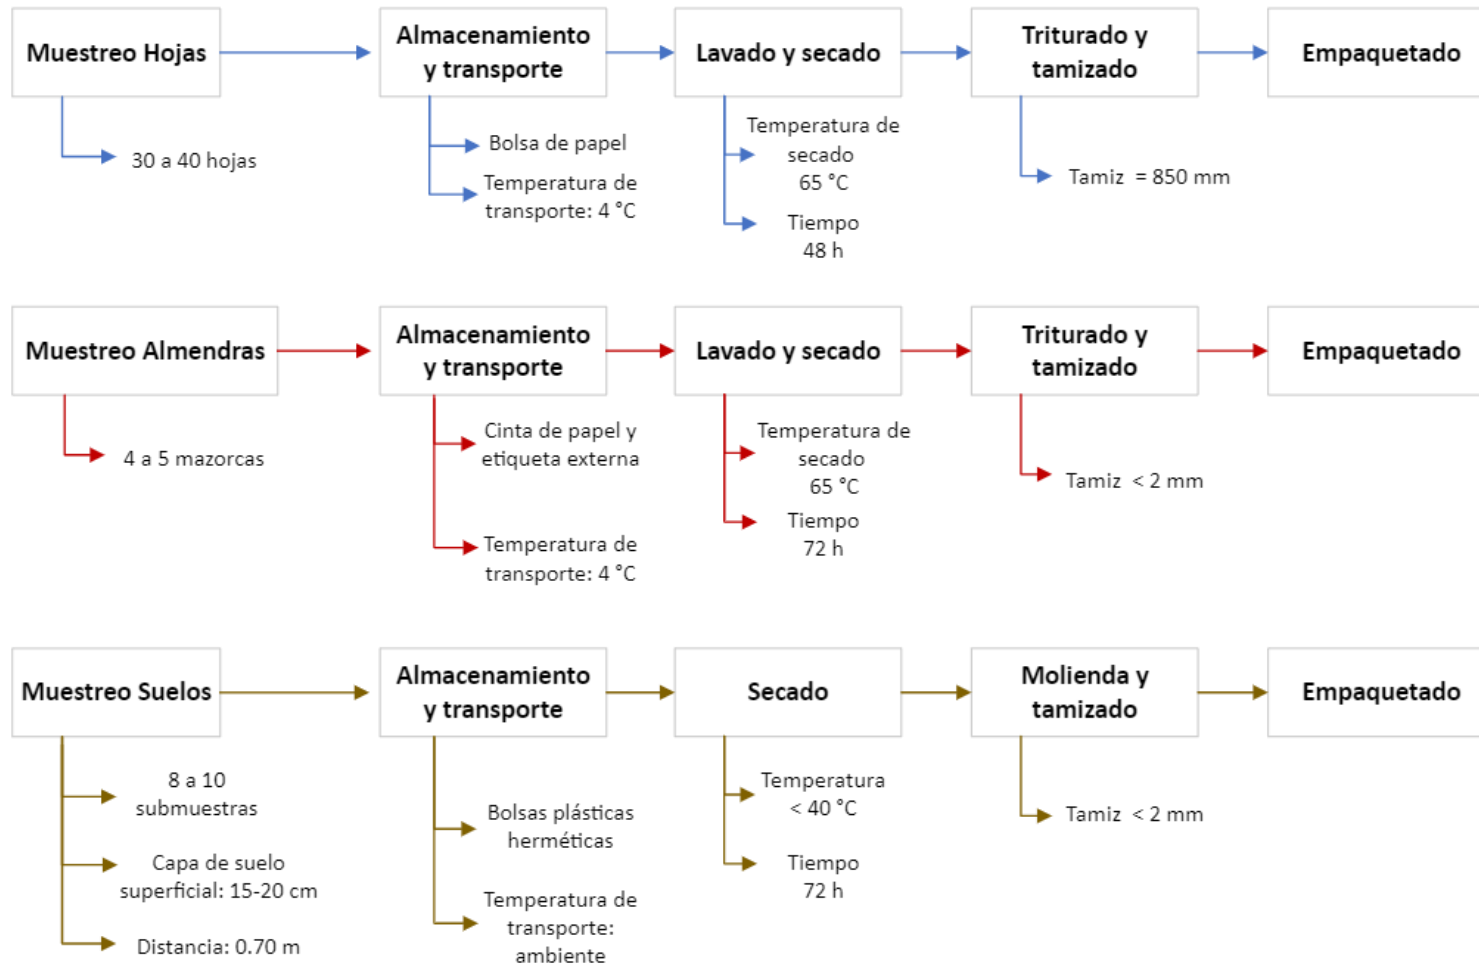 Muestreo Hojas
Almacenamiento
y transporte
Lavado y secado
Triturado y
tamizado
Empaquetado
30 a 40 hojas
Bolsa de papel
Temperatura de
transporte: 4 °C
Temperatura de
secado
65 °C
Tiempo
48 h
Tamiz = 850 mm
Muestreo Almendras
Almacenamiento
y transporte
Lavado y secado
Triturado y
tamizado
Empaquetado
4 a 5 mazorcas
Cinta de papel y
etiqueta externa
Temperatura de
transporte: 4 °C
Temperatura de
secado
65 °C
Tiempo
72 h
Tamiz < 2 mm
Muestreo Suelos
Almacenamiento
y transporte
Secado
Molienda y
tamizado
Empaquetado
8 a 10
submuestras
Capa de suelo
superficial: 15-20 cm
Distancia: 0.70 m
Bolsas plásticas
herméticas
Temperatura de
transporte:
ambiente
Temperatura
< 40 °C
Tiempo
72 h
Tamiz < 2 mm